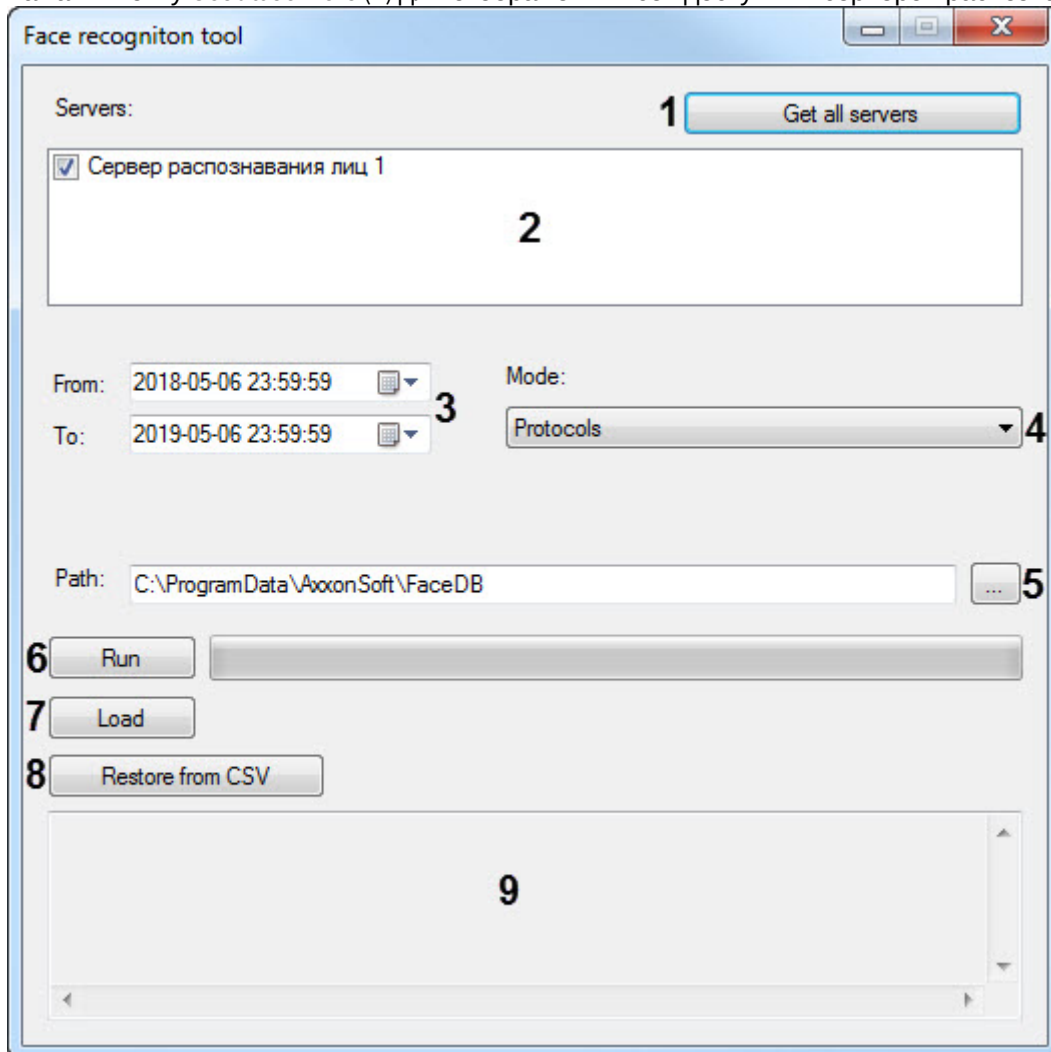 Face recogniton tool
Servers:
1 Get all servers
Сервер распознавания лиц 1
2
From: 2018-05-06 23:59:59
3
To: 2019-05-06 23:59:59
Mode:
Protocols 4
Path: C:\ProgramData\AxxonSoft\FaceDB ... 5
6 Run
7 Load
8 Restore from CSV
9